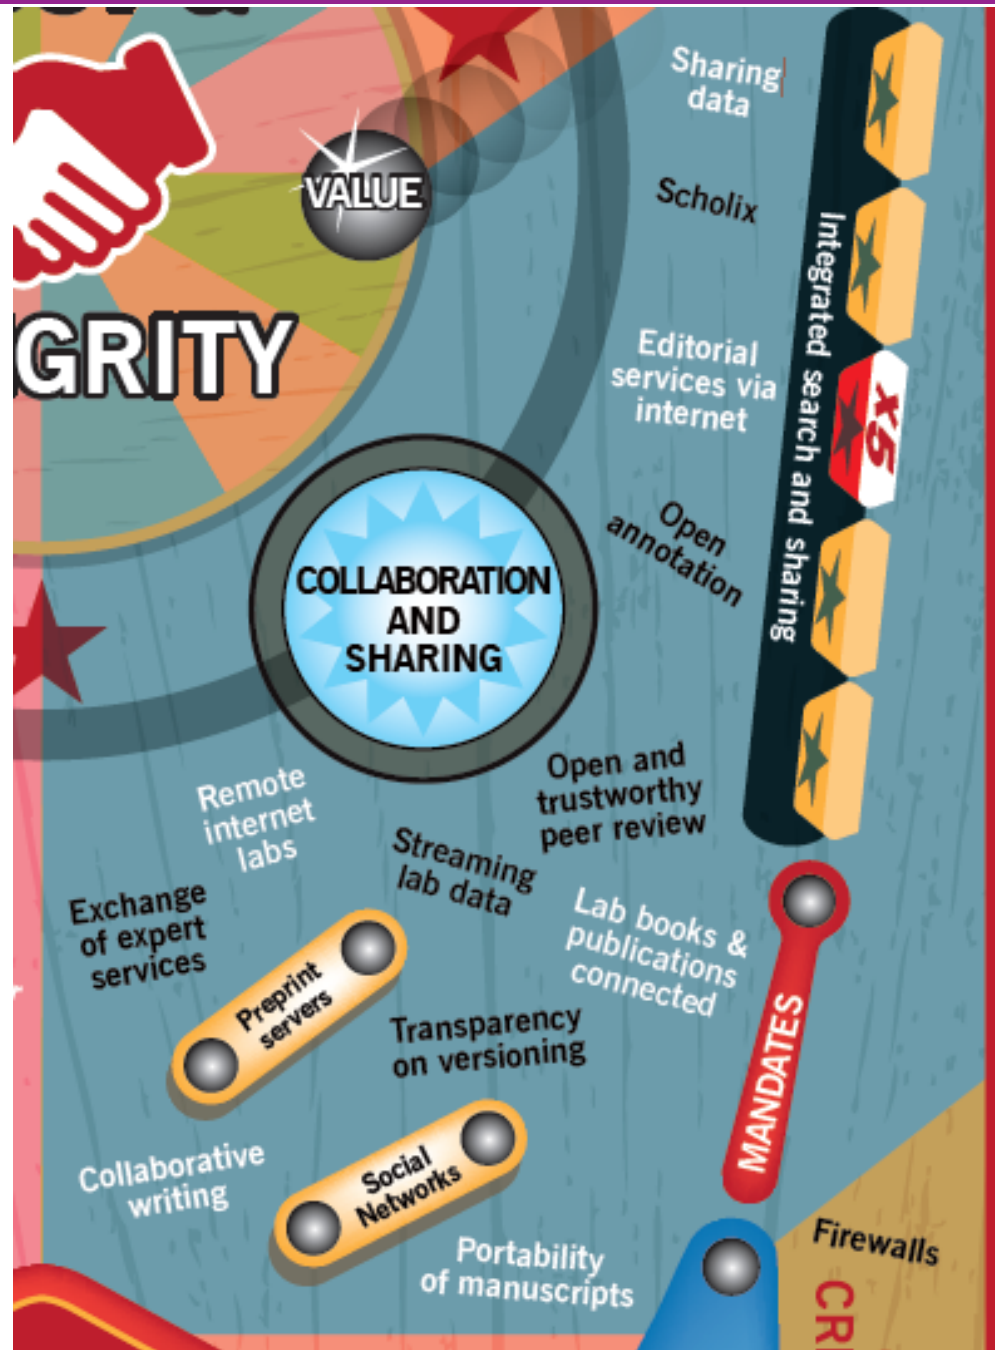 Sharing
data
VALUE
Scholix
GRITY
Integrated search and sharing
Editorial
services via
internet
x5
Open
annotation
COLLABORATION
AND
SHARING
Remote
internet
labs
Open and
trustworthy
peer review
Streaming
lab data
Exchange
of expert
services
Lab books &
publications
connected
Preprint
servers
Transparency
on versioning
MANDATES
Collaborative
writing
Social
Networks
Portability
of manuscripts
Firewalls
CRI